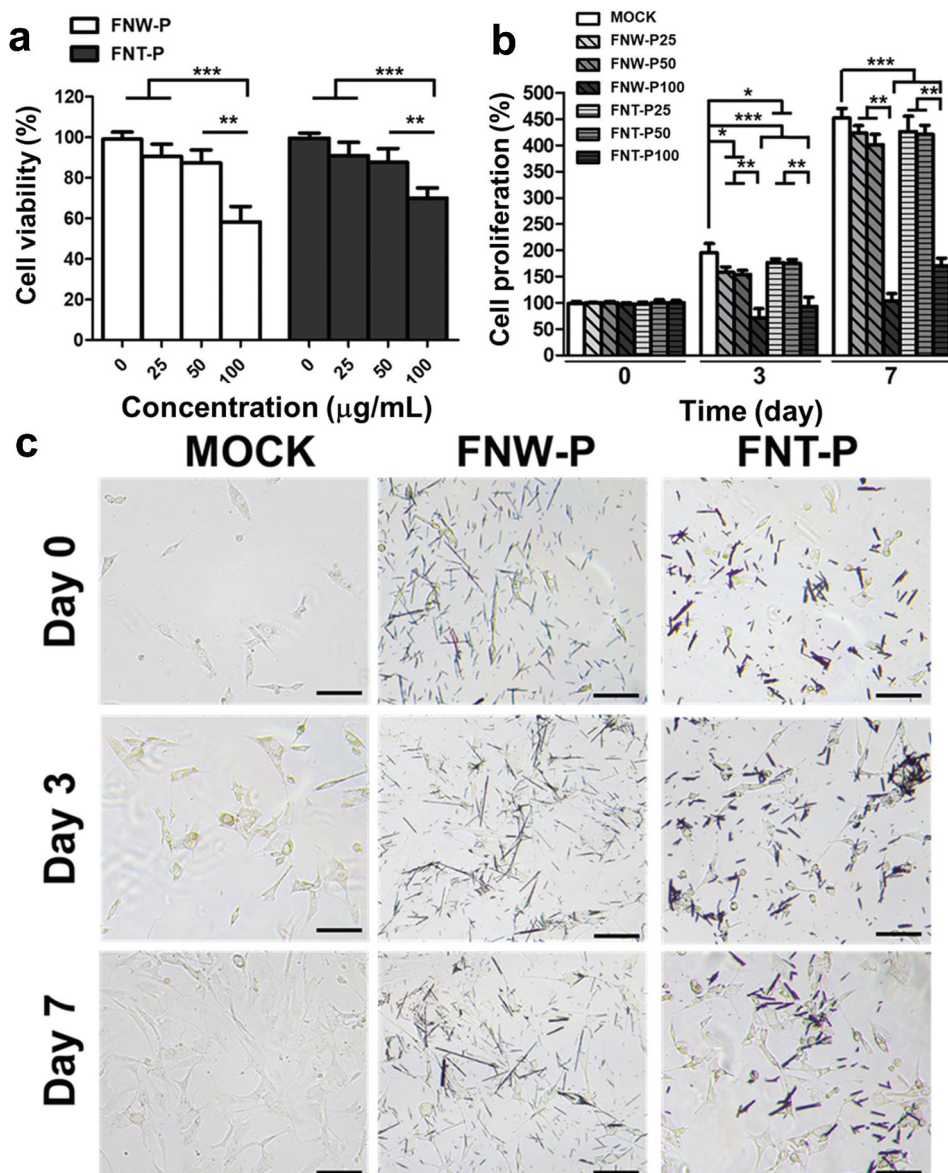 a
FNW-P
FNT-P
***
***
**
**
Cell viability (%)
120
100
80
60
40
20
0
0 25 50 100 0 25 50 100
Concentration (μg/mL)
b
MOCK
FNW-P25
FNW-P50
FNW-P100
FNT-P25
FNT-P50
FNT-P100
*
***
*
**
**
***
**
**
Cell proliferation (%)
500
450
400
350
300
250
200
150
100
50
0
0 3 7
Time (day)
c
MOCK FNW-P FNT-P
Day 0
Day 3
Day 7